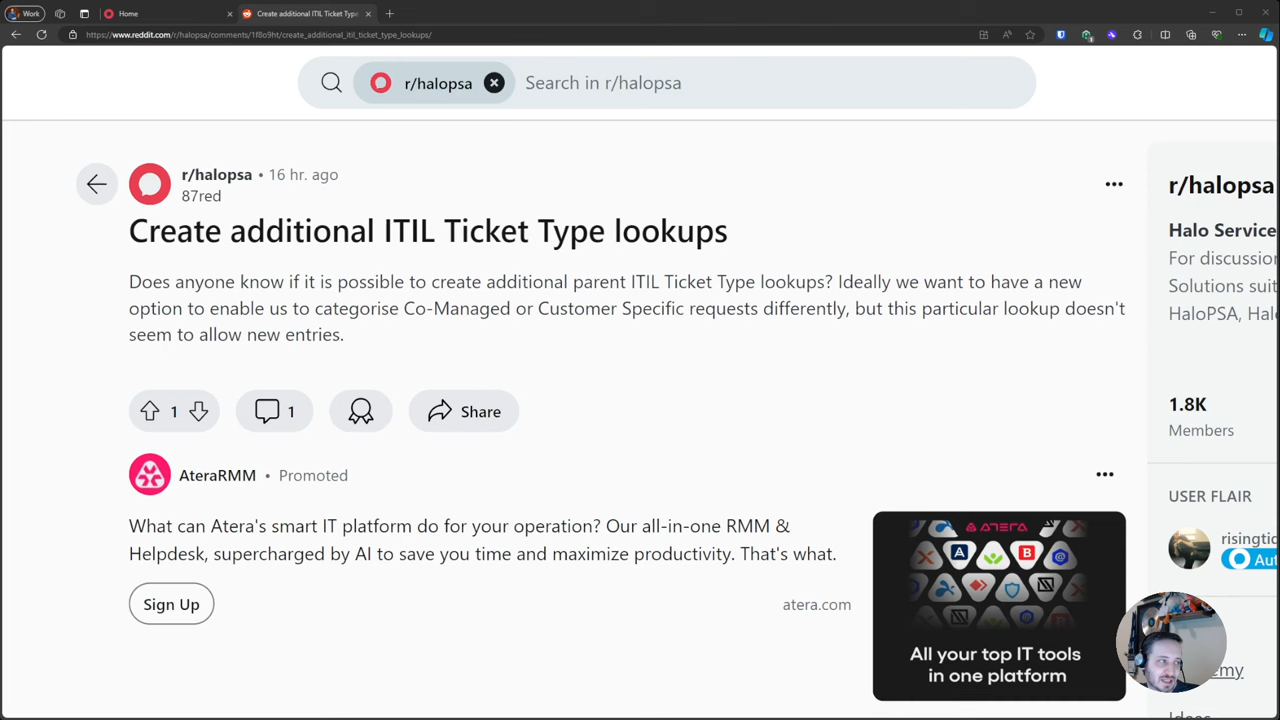 Work
Home
Create additional ITIL Ticket Typ
https://www.reddit.com/r/halopsa/comments/1f8o9ht/create_additional_itil_ticket_type_lookups/
r/halopsa
Search in r/halopsa
r/halopsa • 16 hr. ago
87red
Create additional ITIL Ticket Type lookups
Does anyone know if it is possible to create additional parent ITIL Ticket Type lookups? Ideally we want to have a new
option to enable us to categorise Co-Managed or Customer Specific requests differently, but this particular lookup doesn't
seem to allow new entries.
1
1
Share
AteraRMM • Promoted
What can Atera's smart IT platform do for your operation? Our all-in-one RMM &
Helpdesk, supercharged by AI to save you time and maximize productivity. That's what.
Sign Up
atera.com
ATERA
All your top IT tools
in one platform
r/halopsa
Halo Service
For discussio
Solutions suit
HaloPSA, Hal
1.8K
Members
USER FLAIR
risingtid
Aut
emy